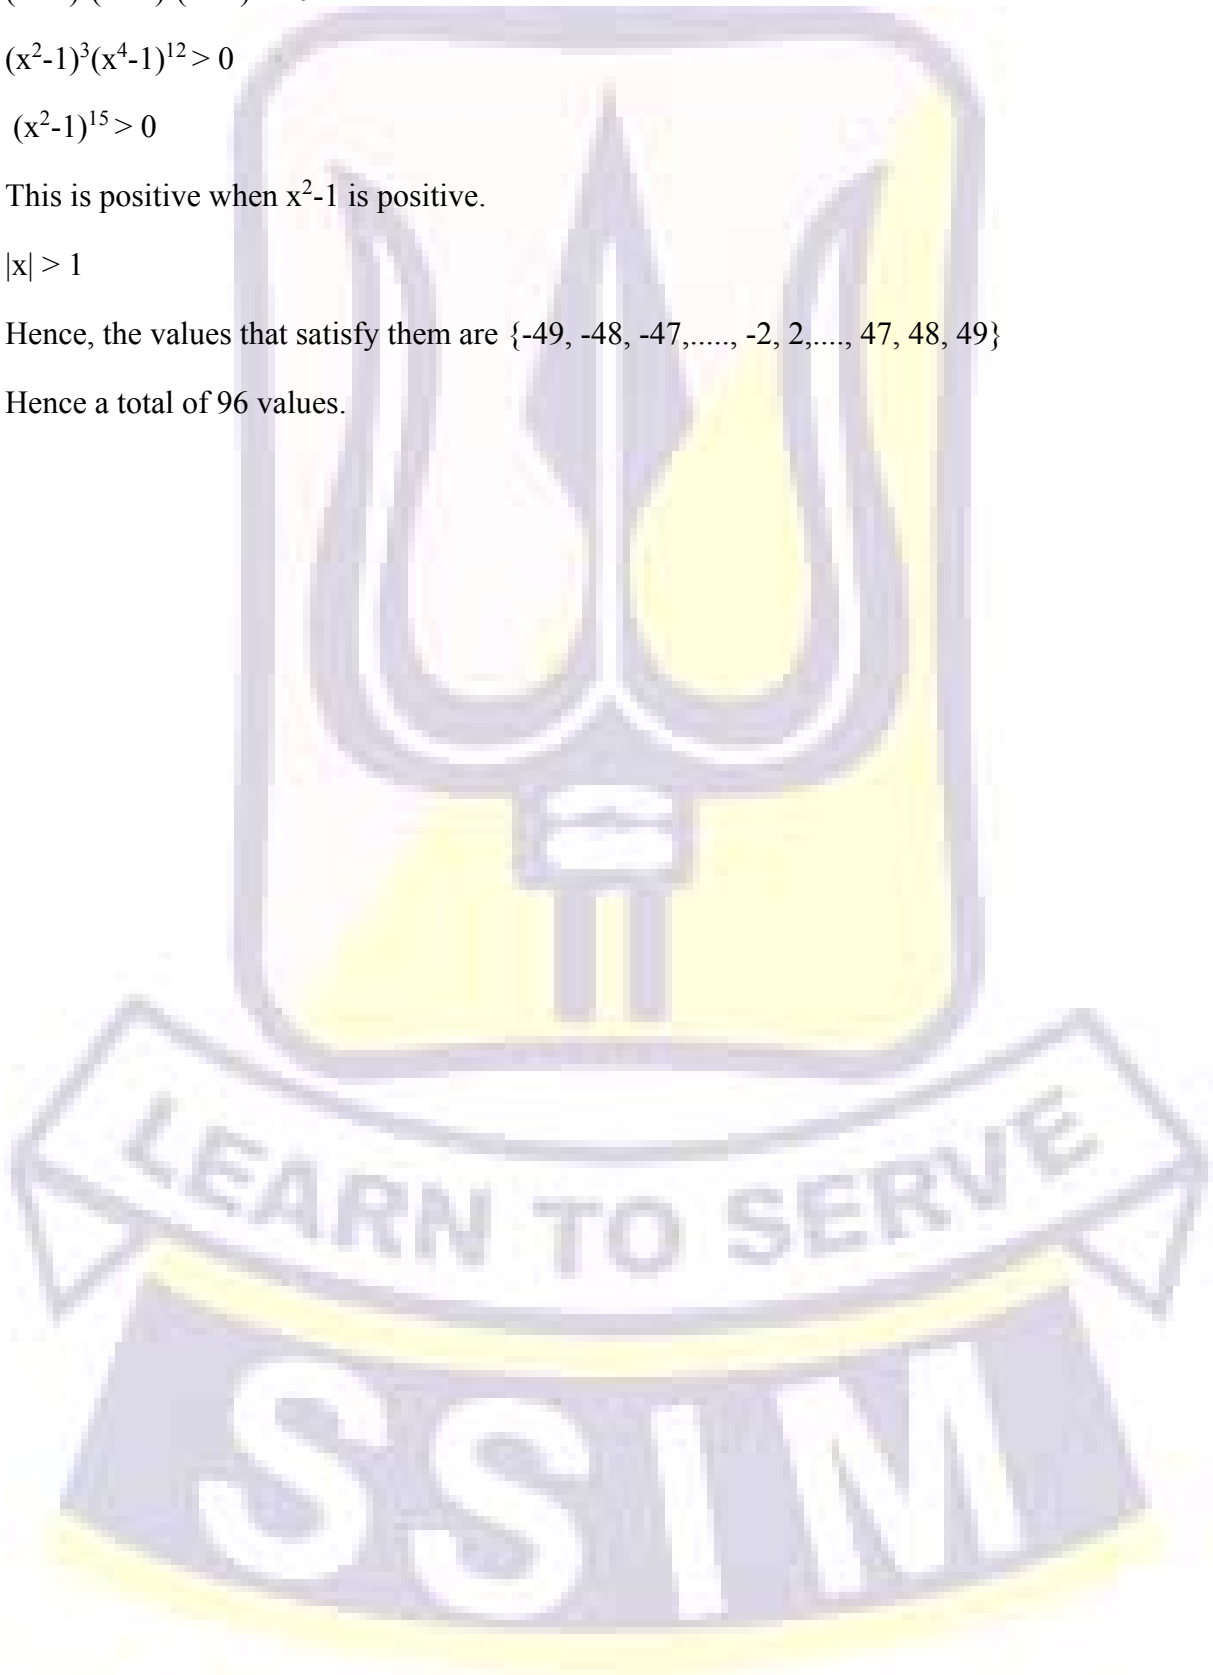 (x²-1)³(x⁴-1)¹² > 0
(x²-1)¹⁵ > 0
This is positive when x²-1 is positive.
|x| > 1
Hence, the values that satisfy them are {-49, -48, -47,....., -2, 2,...., 47, 48, 49}
Hence a total of 96 values.
LEARN TO SERVE
SSIM